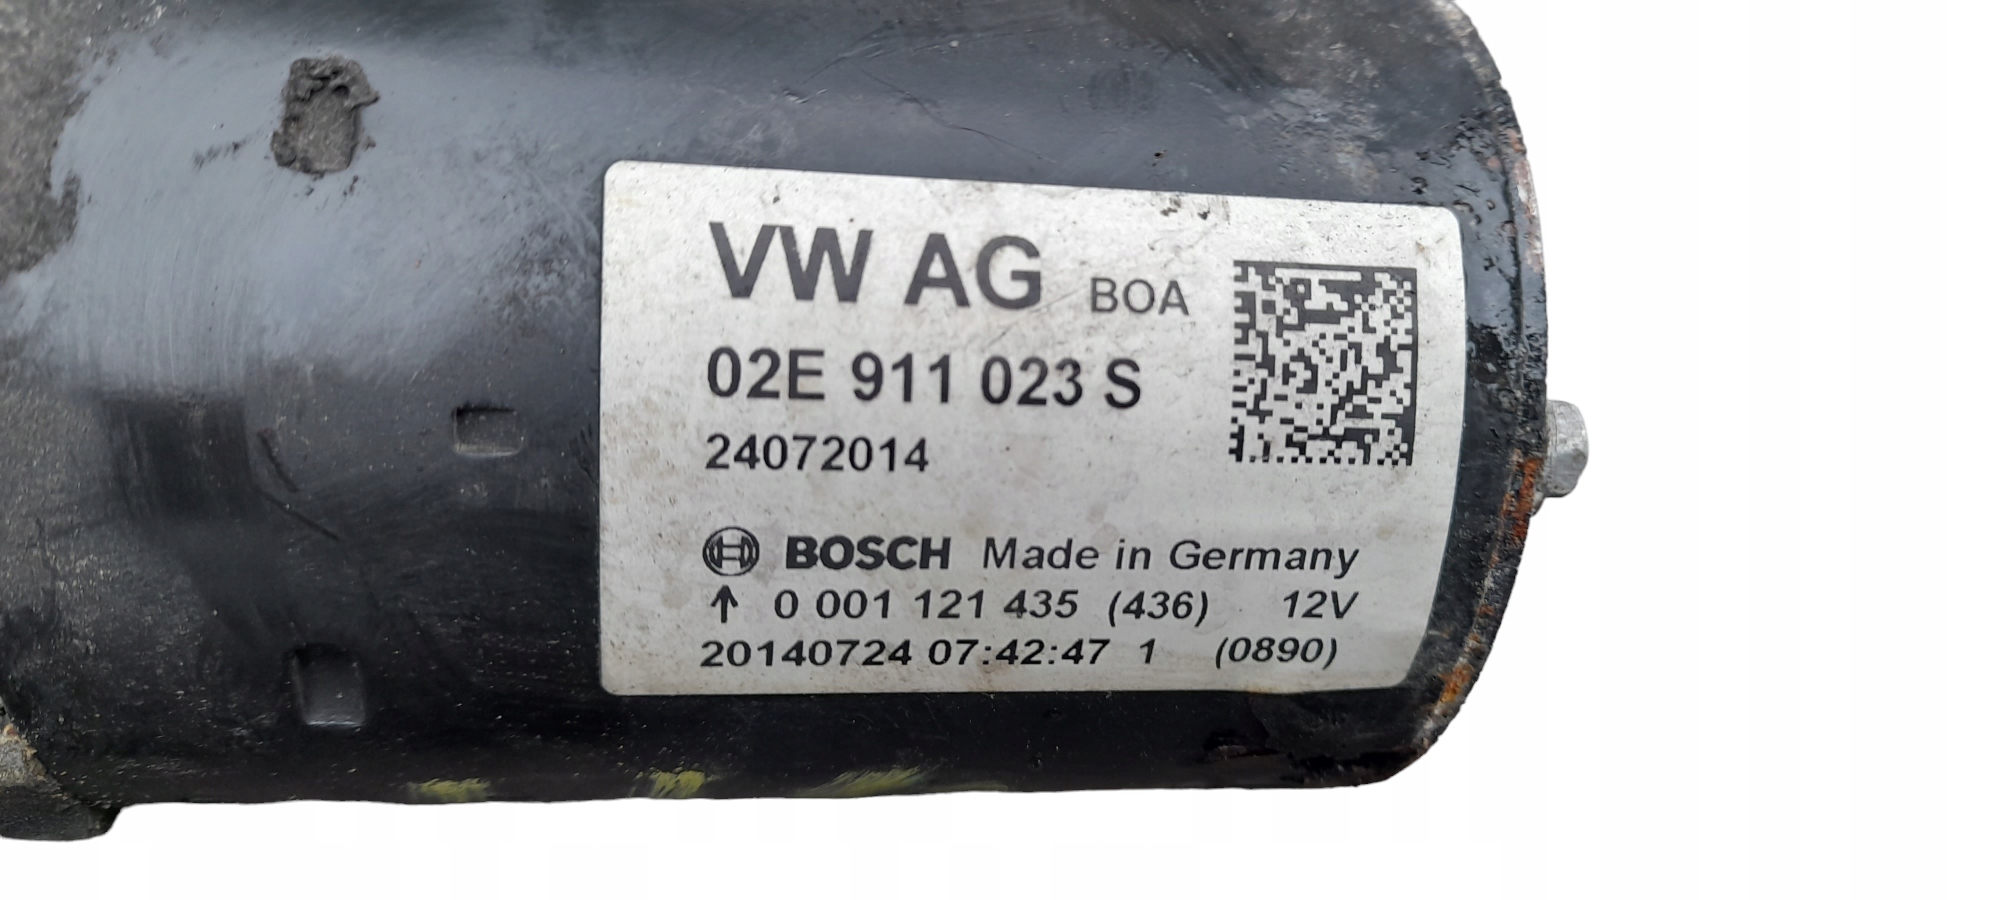 VW AG BOA
02E 911 023 S
24072014
BOSCH Made in Germany
↑ 0 001 121 435 (436) 12V
20140724 07:42:47 1 (0890)